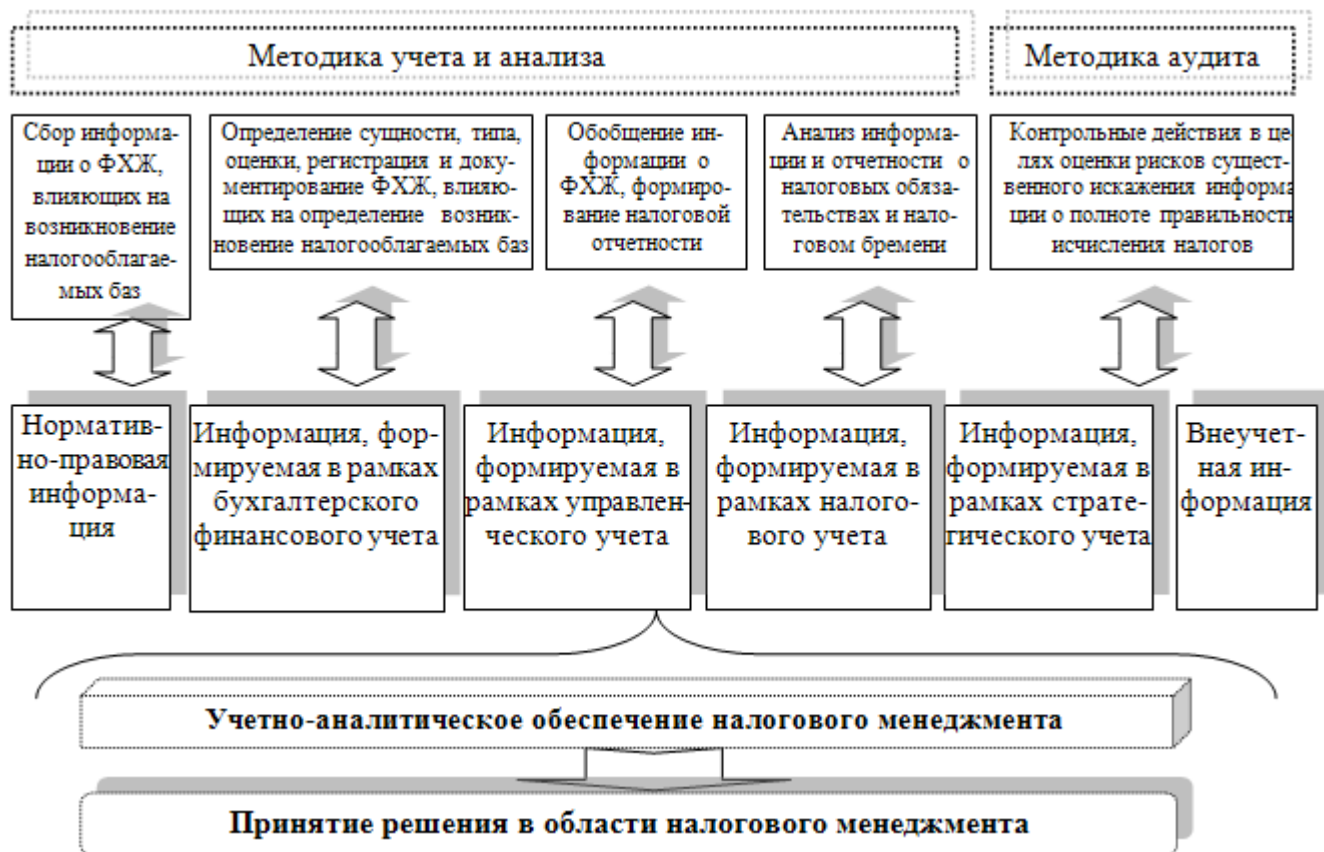 Методика учета и анализа
Методика аудита
Сбор информа-
ции о ФХЖ,
влияющих на
возникновение
налогооблагае-
мых баз
Определение сущности, типа,
оценки, регистрация и доку-
ментирование ФХЖ, влияю-
щих на определение возник-
новение налогооблагаемых баз
Обобщение ин-
формации о
ФХЖ, формиро-
вание налоговой
отчетности
Анализ информа-
ции и отчетности о
налоговых обяза-
тельствах и нало-
говом бремени
Контрольные действия в це
лях оценки рисков сущест-
венного искажения информа
ции о полноте правильност
исчисления налогов
Норматив-
но-правовая
информа-
ция
Информация, фор-
мируемая в рамках
бухгалтерского
финансового учета
Информация,
формируемая в
рамках управлен-
ческого учета
Информация,
формируемая в
рамках налого-
вого учета
Информация,
формируемая в
рамках страте-
гического учета
Внеучет-
ная ин-
формация
Учетно-аналитическое обеспечение налогового менеджмента
Принятие решения в области налогового менеджмента